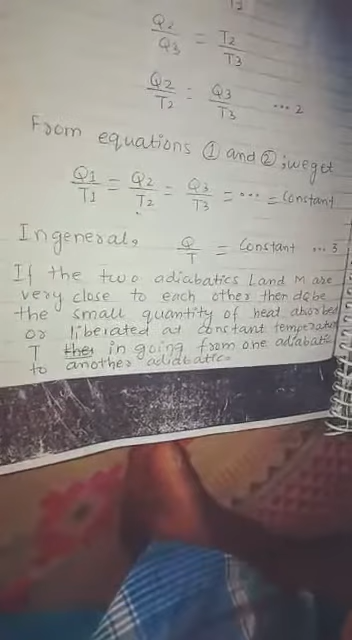 Q2/Q3 = T2/T3
Q2/T2 = Q3/T3 ...2
From equations ① and ②, we get
Q1/T1 = Q2/T2 = Q3/T3 = ... = Constant
In general, Q/T = Constant ...3
If the two adiabatics L and M are
very close to each other then dQ be
the small quantity of heat absorbed
or liberated at constant temperature
T the in going from one adiabatic
to another adiabatic